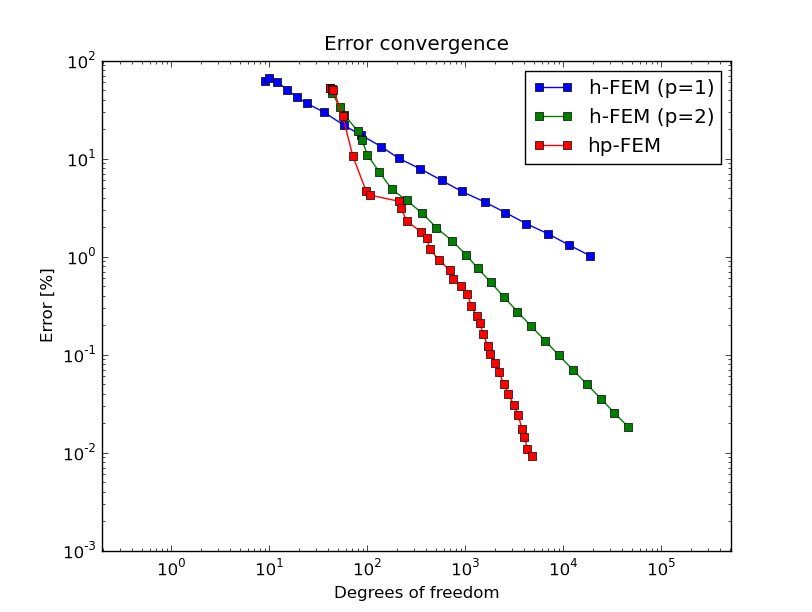 Error convergence
h-FEM (p=1)
h-FEM (p=2)
hp-FEM
Error [%]
10^2
10^1
10^0
10^-1
10^-2
10^-3
10^0 10^1 10^2 10^3 10^4 10^5
Degrees of freedom